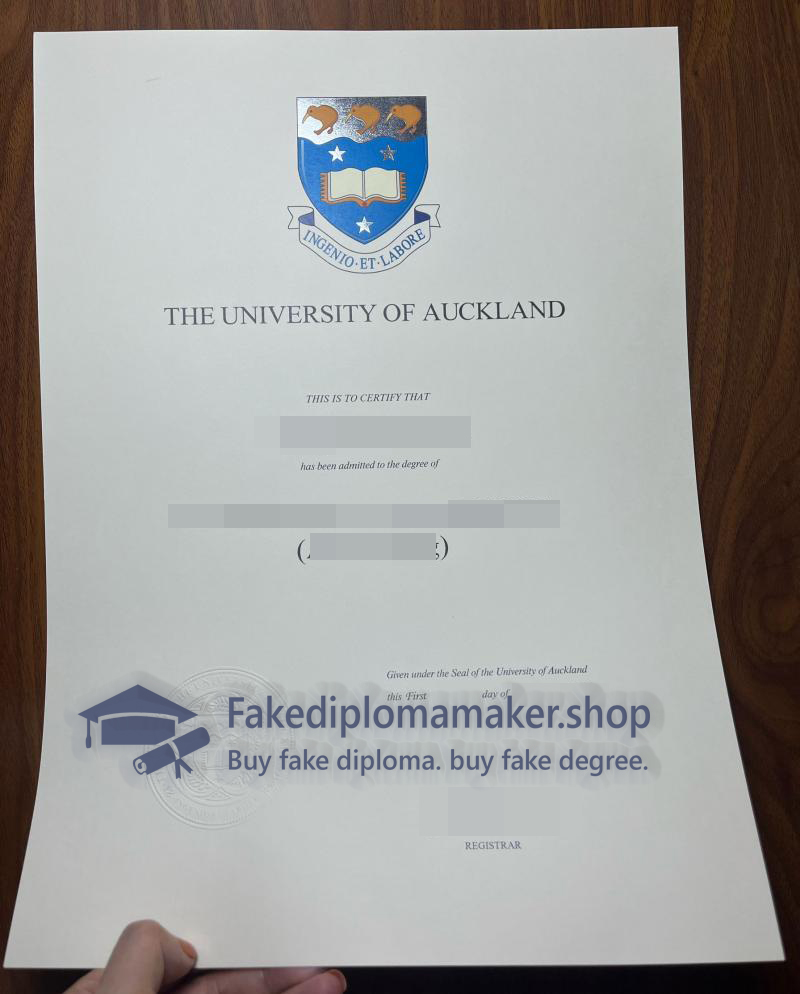 INGENIO·ET·LABORE
THE UNIVERSITY OF AUCKLAND
THIS IS TO CERTIFY THAT
has been admitted to the degree of
( g)
Given under the Seal of the University of Auckland
this First day of
Fakediplomamaker.shop
Buy fake diploma. buy fake degree.
REGISTRAR